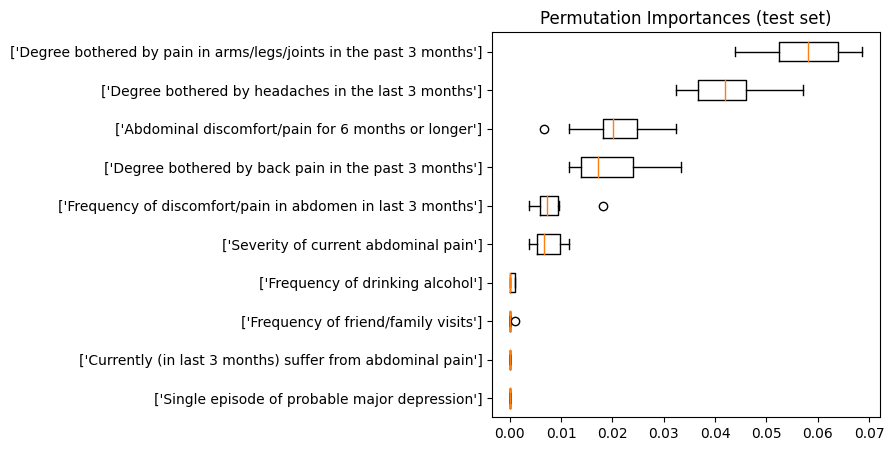 Permutation Importances (test set)
['Degree bothered by pain in arms/legs/joints in the past 3 months']
['Degree bothered by headaches in the last 3 months']
['Abdominal discomfort/pain for 6 months or longer']
['Degree bothered by back pain in the past 3 months']
['Frequency of discomfort/pain in abdomen in last 3 months']
['Severity of current abdominal pain']
['Frequency of drinking alcohol']
['Frequency of friend/family visits']
['Currently (in last 3 months) suffer from abdominal pain']
['Single episode of probable major depression']
0.00 0.01 0.02 0.03 0.04 0.05 0.06 0.07